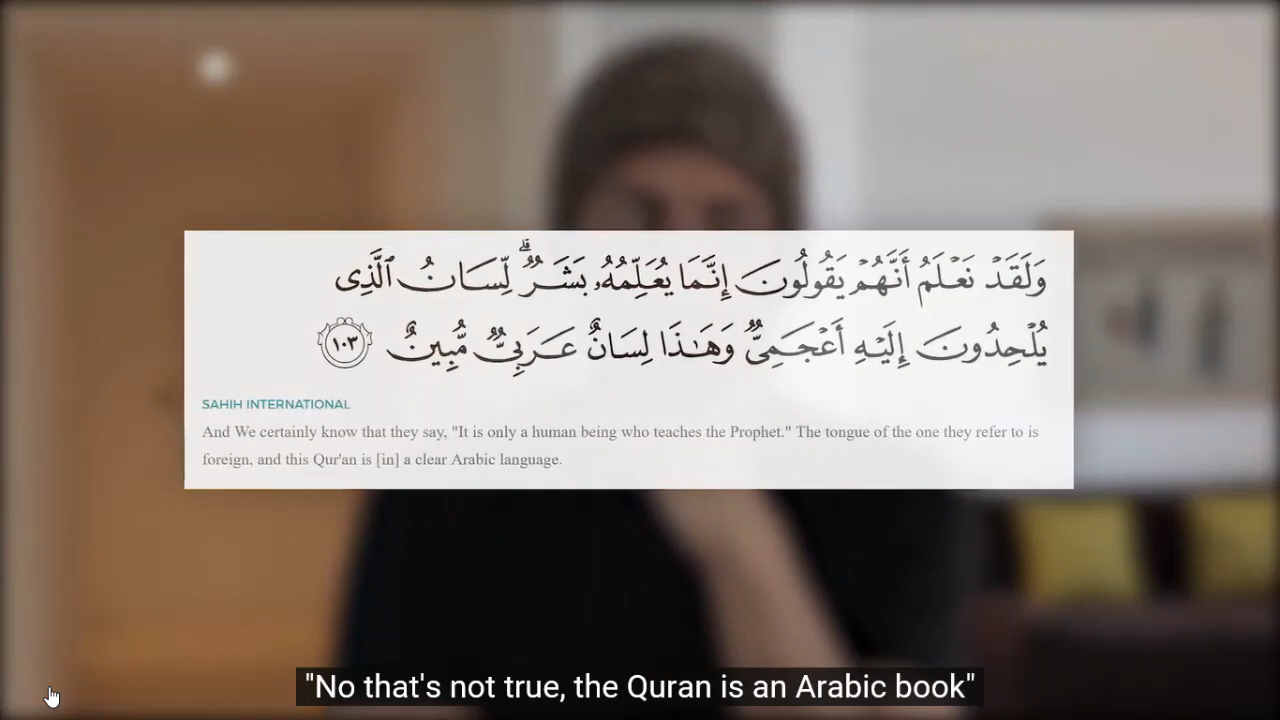 وَلَقَدْ نَعْلَمُ أَنَّهُمْ يَقُولُونَ إِنَّمَا يُعَلِّمُهُۥ بَشَرٌ ۗ لِّسَانُ ٱلَّذِى
يُلْحِدُونَ إِلَيْهِ أَعْجَمِىٌّ وَهَـٰذَا لِسَانٌ عَرَبِىٌّ مُّبِينٌ ١٠٣
SAHIH INTERNATIONAL
And We certainly know that they say, "It is only a human being who teaches the Prophet." The tongue of the one they refer to is
foreign, and this Qur'an is [in] a clear Arabic language.
"No that's not true, the Quran is an Arabic book"